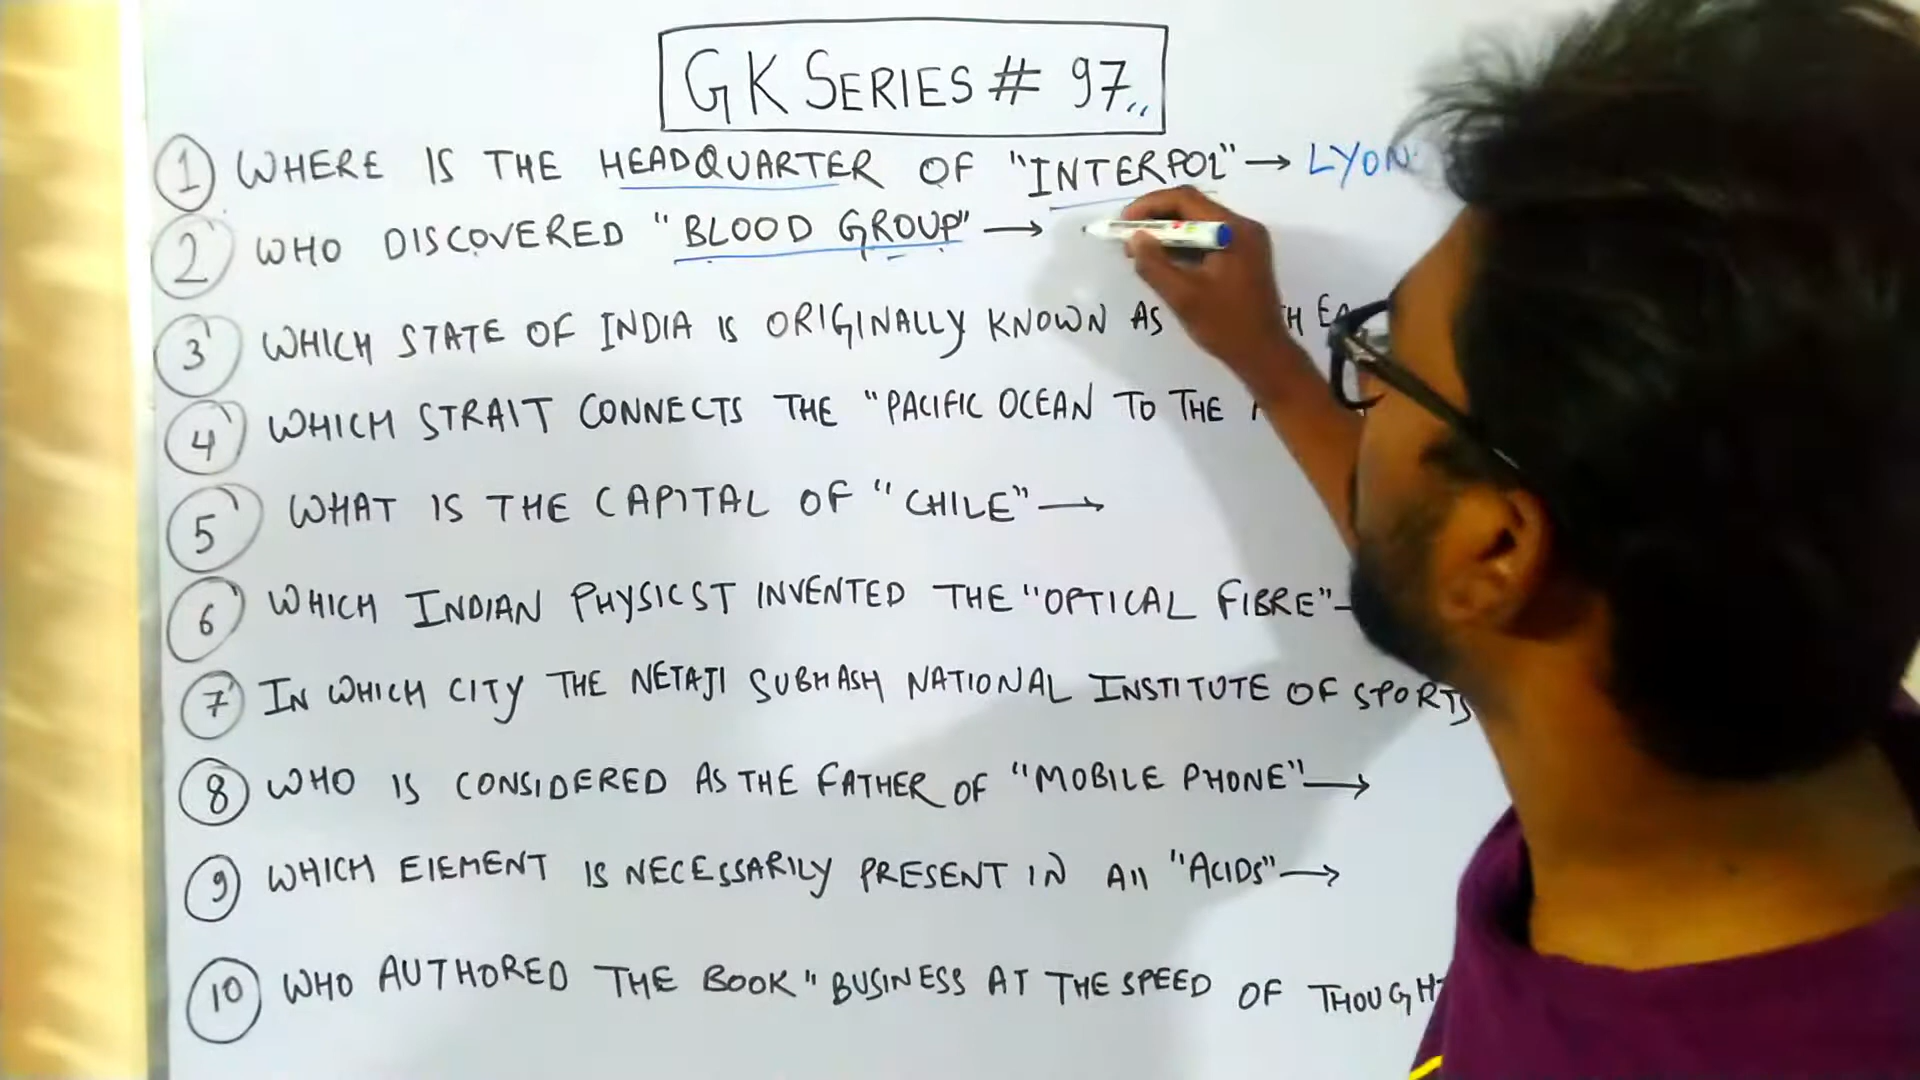 GK SERIES # 97
1 WHERE IS THE HEADQUARTER OF "INTERPOL" → LYON
2 WHO DISCOVERED "BLOOD GROUP" →
3 WHICH STATE OF INDIA IS ORIGINALLY KNOWN AS
4 WHICH STRAIT CONNECTS THE "PACIFIC OCEAN TO THE
5 WHAT IS THE CAPITAL OF "CHILE" →
6 WHICH INDIAN PHYSICST INVENTED THE "OPTICAL FIBRE"
7 IN WHICH CITY THE NETAJI SUBHASH NATIONAL INSTITUTE OF SPORTS
8 WHO IS CONSIDERED AS THE FATHER OF "MOBILE PHONE" →
9 WHICH ElEMENT IS NECESSARILY PRESENT IN All "ACIDS" →
10 WHO AUTHORED THE BOOK "BUSINESS AT THE SPEED OF THOUGHT